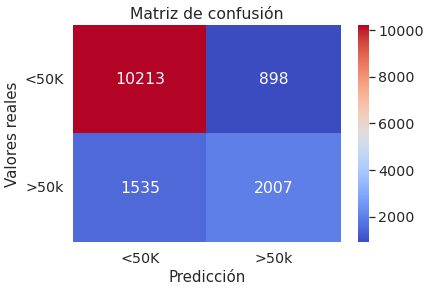 Matriz de confusión
Valores reales
<50K
10213
898
>50k
1535
2007
<50K
>50k
Predicción
10000
8000
6000
4000
2000